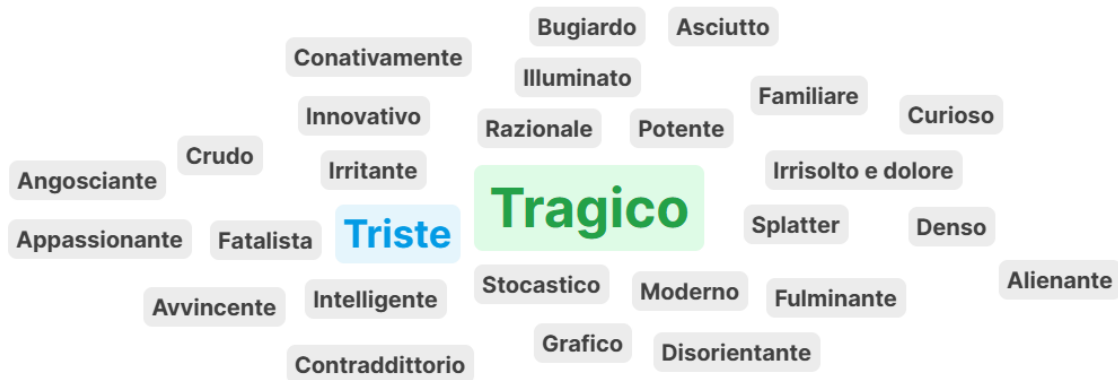 Bugiardo
Asciutto
Conativamente
Illuminato
Familiare
Innovativo
Curioso
Razionale
Potente
Crudo
Irritante
Irrisolto e dolore
Angosciante
Tragico
Splatter
Denso
Triste
Appassionante
Fatalista
Alienante
Stocastico
Moderno
Fulminante
Intelligente
Avvincente
Grafico
Disorientante
Contraddittorio